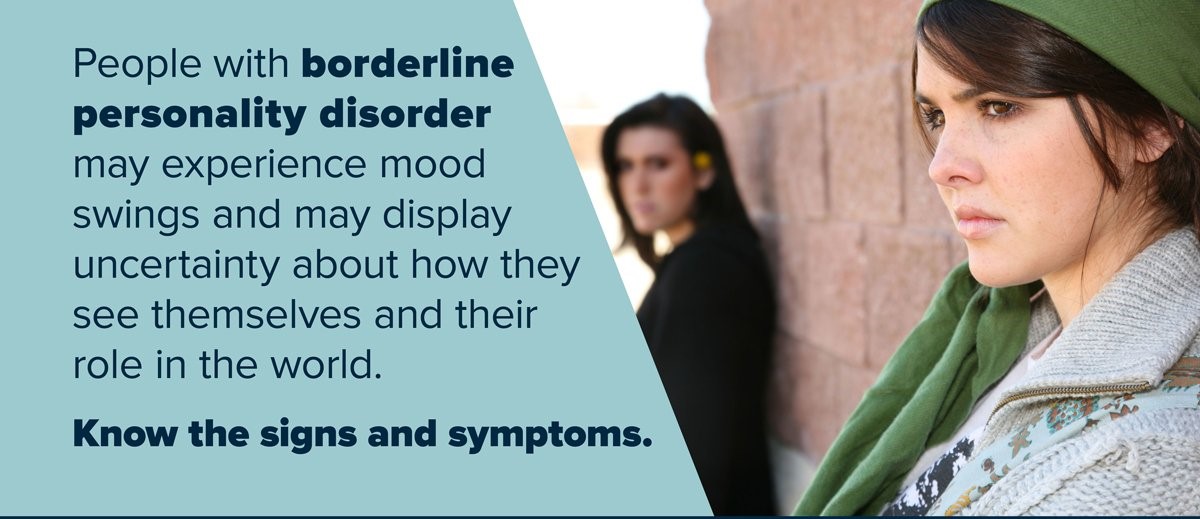 People with borderline
personality disorder
may experience mood
swings and may display
uncertainty about how they
see themselves and their
role in the world.
Know the signs and symptoms.